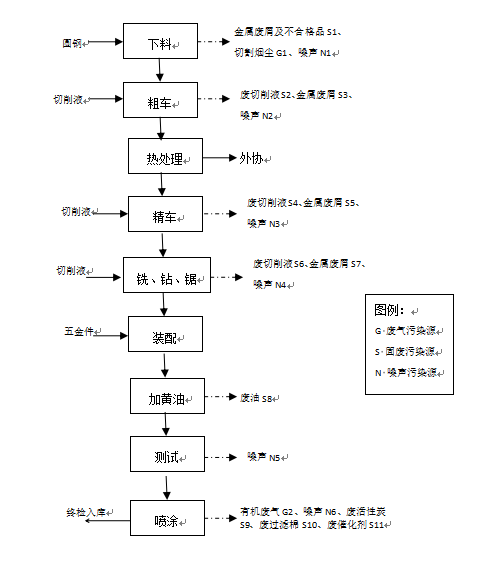 金属废屑及不合格品 S1、
圆钢
下料
切割烟尘 G1、噪声 N1
切削液
粗车
废切削液 S2、金属废屑 S3、
噪声 N2
热处理
外协
切削液
精车
废切削液 S4、金属废屑 S5、
噪声 N3
切削液
铣、钻、锯
废切削液 S6、金属废屑 S7、
噪声 N4
五金件
装配
图例：
G·废气污染源
S·固废污染源
N·噪声污染源
加黄油
废油 S8
测试
噪声 N5
终检入库
喷涂
有机废气 G2、噪声 N6、废活性炭
S9、废过滤棉 S10、废催化剂 S11